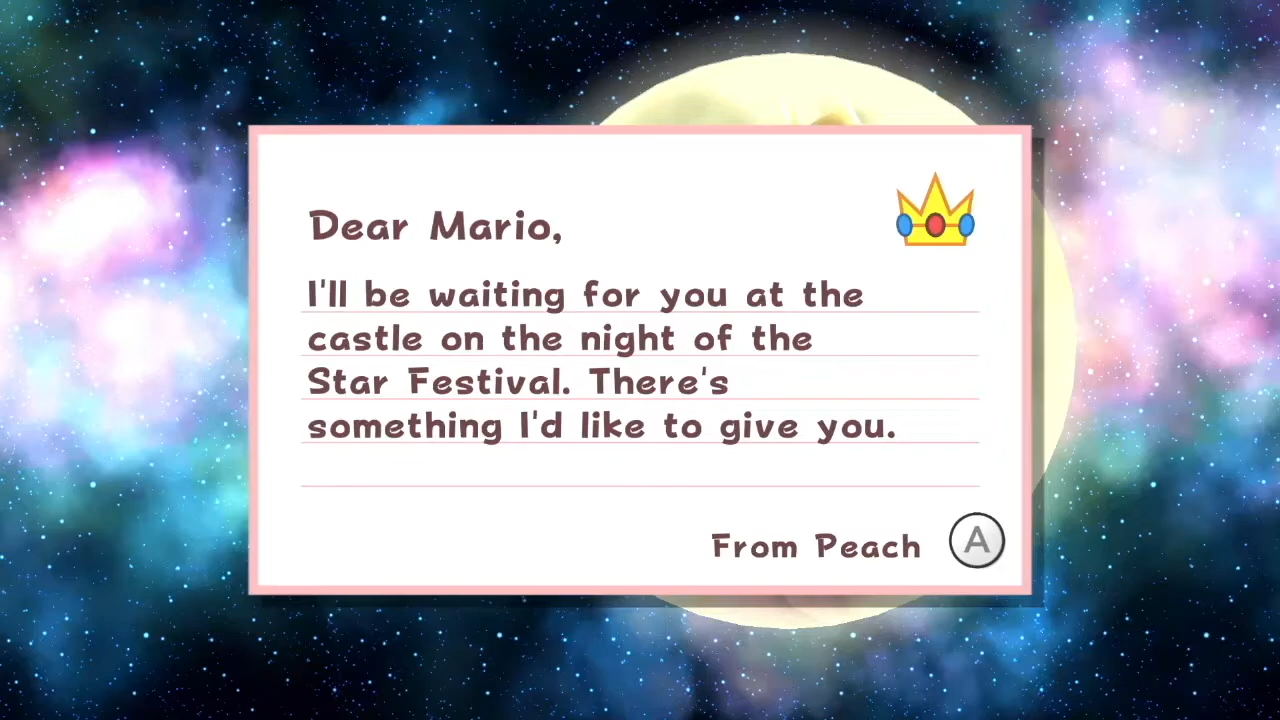 Dear Mario,
I'll be waiting for you at the
castle on the night of the
Star Festival. There's
something I'd like to give you.
From Peach
A